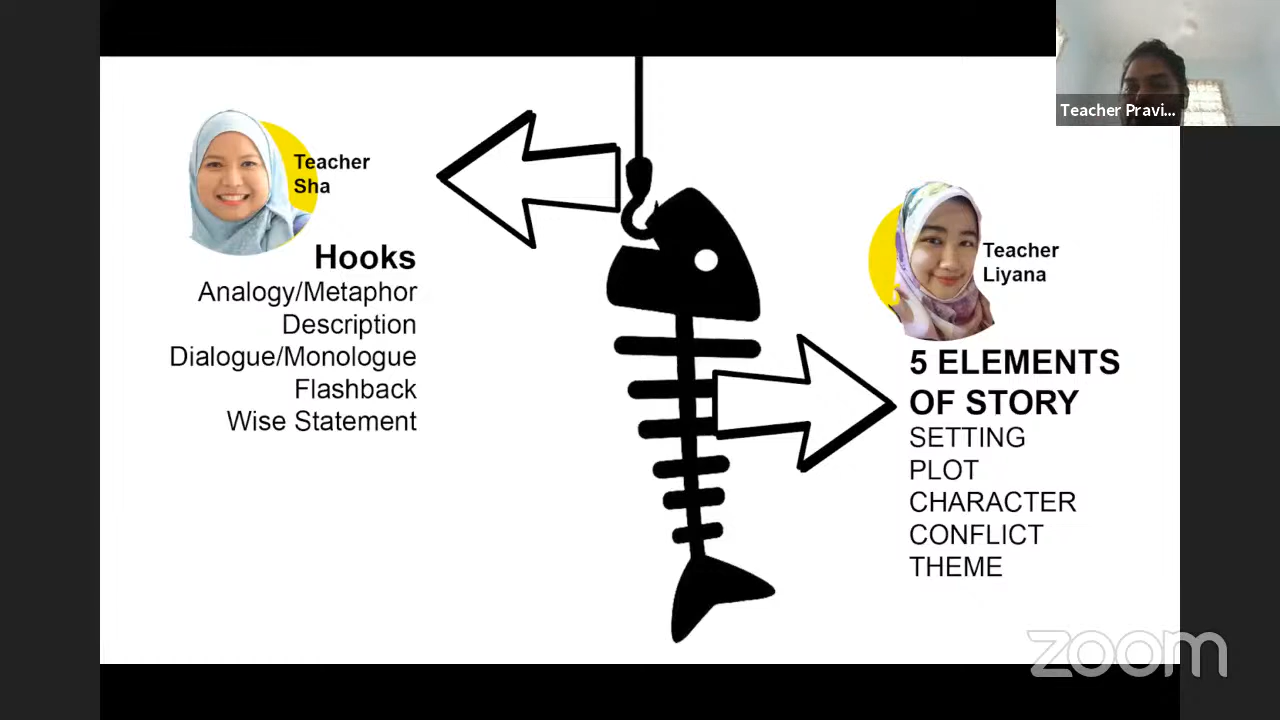 Teacher Pravi...
Teacher
Sha
Hooks
Analogy/Metaphor
Description
Dialogue/Monologue
Flashback
Wise Statement
Teacher
Liyana
5 ELEMENTS
OF STORY
SETTING
PLOT
CHARACTER
CONFLICT
THEME
zoom